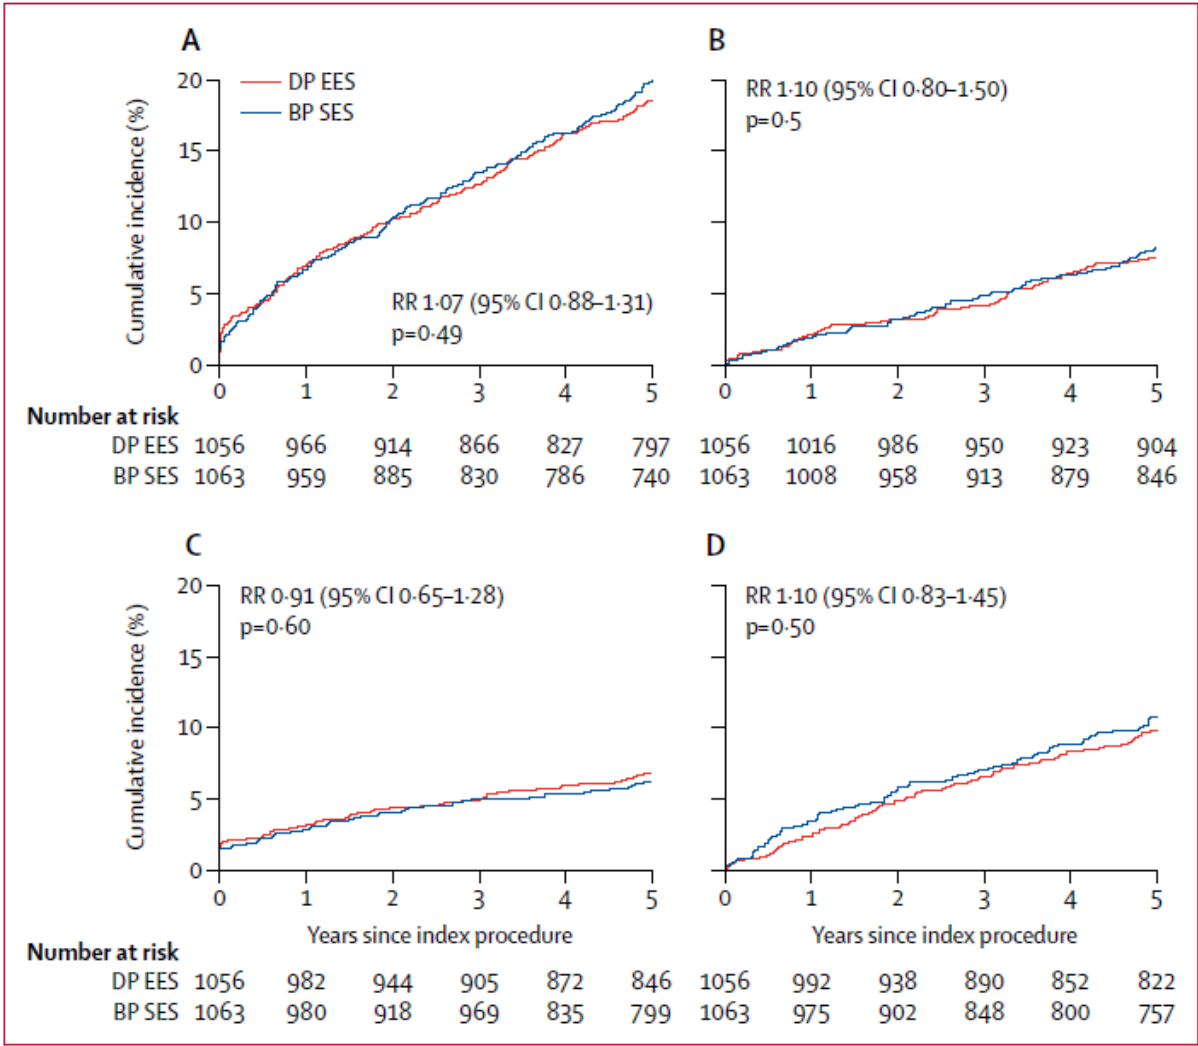 A
20
15
10
5
0
Cumulative incidence (%)
DP EES
BP SES
RR 1·07 (95% CI 0·88–1·31)
p=0·49
0 1 2 3 4 5
B
RR 1·10 (95% CI 0·80–1·50)
p=0·5
0 1 2 3 4 5
Number at risk
DP EES 1056 966 914 866 827 797 1056 1016 986 950 923 904
BP SES 1063 959 885 830 786 740 1063 1008 958 913 879 846
C
20
15
10
5
0
Cumulative incidence (%)
RR 0·91 (95% CI 0·65–1·28)
p=0·60
0 1 2 3 4 5
Years since index procedure
D
RR 1·10 (95% CI 0·83–1·45)
p=0·50
0 1 2 3 4 5
Years since index procedure
Number at risk
DP EES 1056 982 944 905 872 846 1056 992 938 890 852 822
BP SES 1063 980 918 969 835 799 1063 975 902 848 800 757